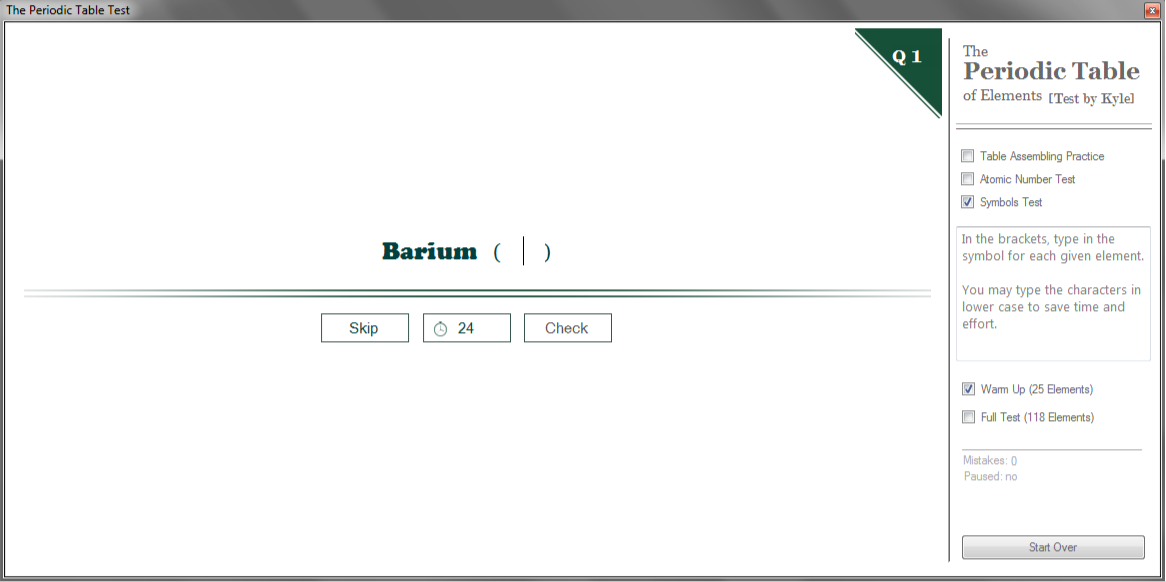 The Periodic Table Test
Q 1
Barium ( )
Skip
24
Check
The
Periodic Table
of Elements [Test by Kyle]
Table Assembling Practice
Atomic Number Test
Symbols Test
In the brackets, type in the
symbol for each given element.
You may type the characters in
lower case to save time and
effort.
Warm Up (25 Elements)
Full Test (118 Elements)
Mistakes: 0
Paused: no
Start Over